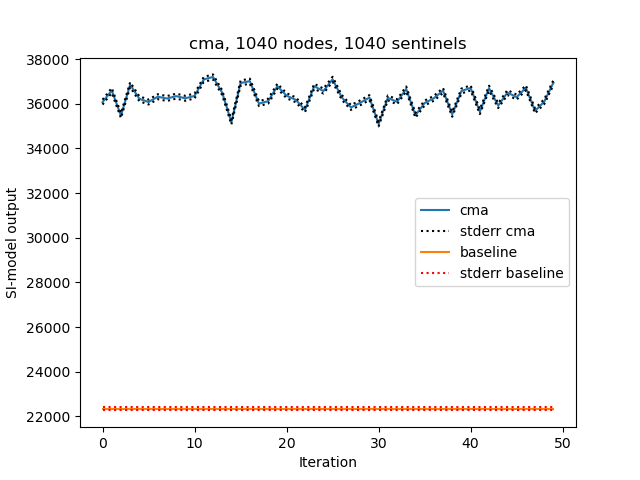 cma, 1040 nodes, 1040 sentinels
38000
36000
34000
32000
30000
28000
26000
24000
22000
SI-model output
cma
stderr cma
baseline
stderr baseline
0
10
20
30
40
50
Iteration